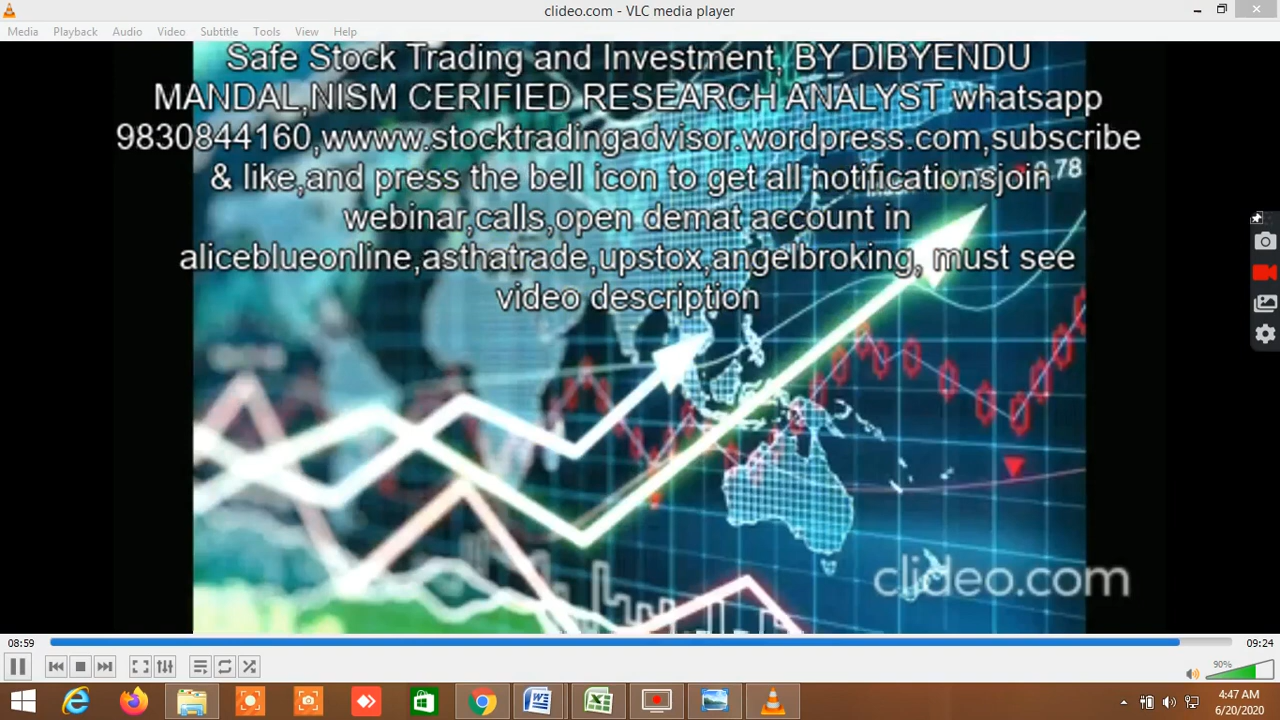 clideo.com - VLC media player
Media Playback Audio Video Subtitle Tools View Help
Safe Stock Trading and Investment, BY DIBYENDU
MANDAL,NISM CERIFIED RESEARCH ANALYST whatsapp
9830844160,wwww.stocktradingadvisor.wordpress.com,subscribe
& like,and press the bell icon to get all notificationsjoin
webinar,calls,open demat account in
aliceblueonline,asthatrade,upstox,angelbroking, must see
video description
clideo.com
08:59
09:24
90%
4:47 AM
6/20/2020